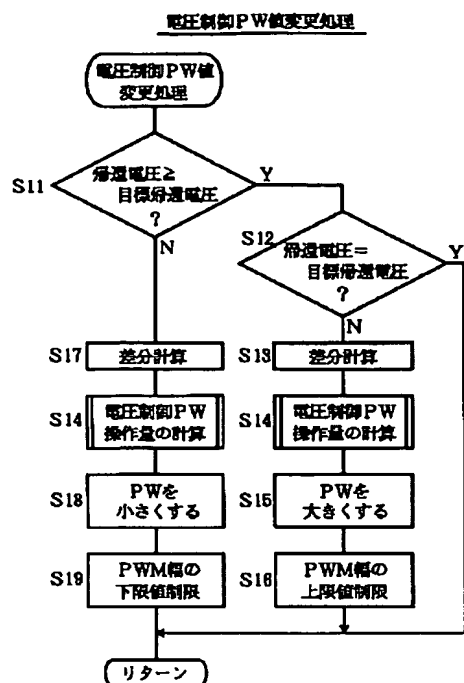 電圧制御PW値変更処理
電圧制御PW値
変更処理
S11
帰還電圧≧
目標帰還電圧
?
Y
N
S12
帰還電圧=
目標帰還電圧
?
Y
N
S17
差分計算
S13
差分計算
S14
電圧制御PW
操作量の計算
S14
電圧制御PW
操作量の計算
S18
PWを
小さくする
S15
PWを
大きくする
S19
PWM幅の
下限値制限
S16
PWM幅の
上限値制限
リターン